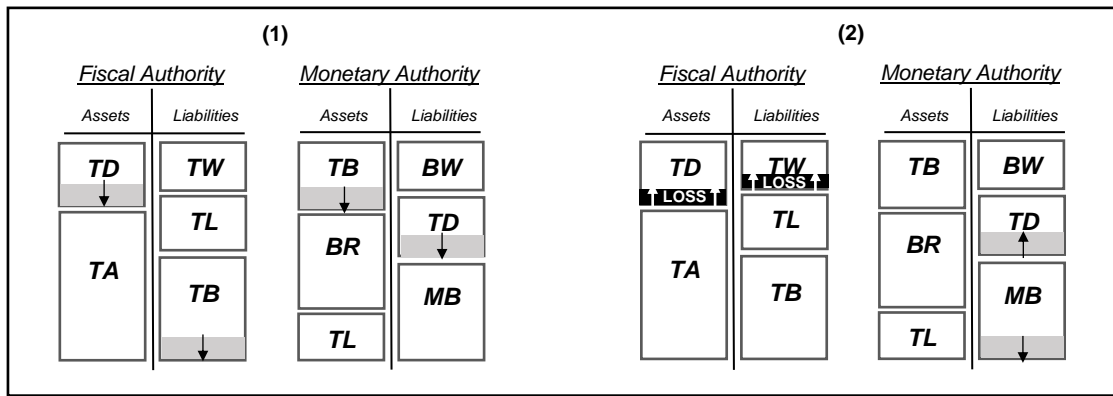 (1)
Fiscal Authority
Assets Liabilities
TD
TA
TW
TL
TB
Monetary Authority
Assets Liabilities
TB
BR
TL
BW
TD
MB
(2)
Fiscal Authority
Assets Liabilities
TD
LOSS
TA
TW
LOSS
TL
TB
Monetary Authority
Assets Liabilities
TB
BR
TL
BW
TD
MB